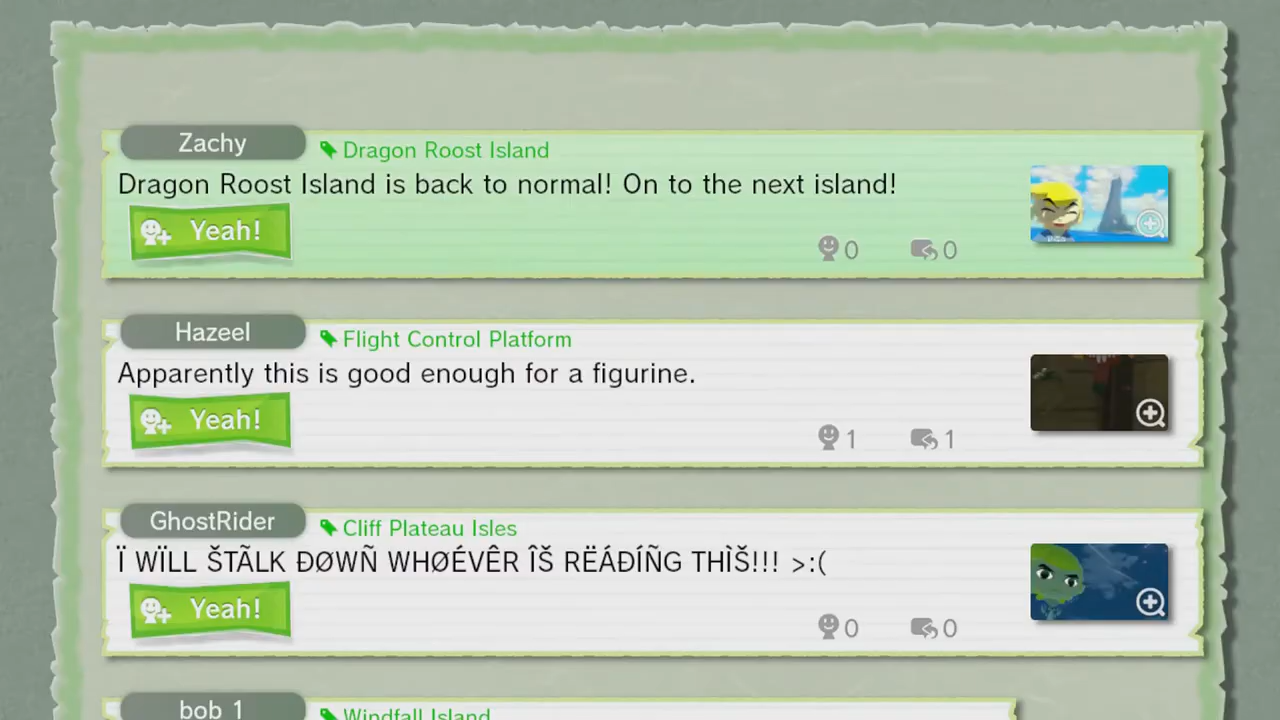 Zachy
Dragon Roost Island
Dragon Roost Island is back to normal! On to the next island!
Yeah!
0
0
Hazeel
Flight Control Platform
Apparently this is good enough for a figurine.
Yeah!
1
1
GhostRider
Cliff Plateau Isles
Ï WÏLL ŠTÃLK ÐØWÑ WHØÉVÊR ÎŠ RËÁÐÍÑG THÌŠ!!! >:(
Yeah!
0
0
bob 1
Windfall Island